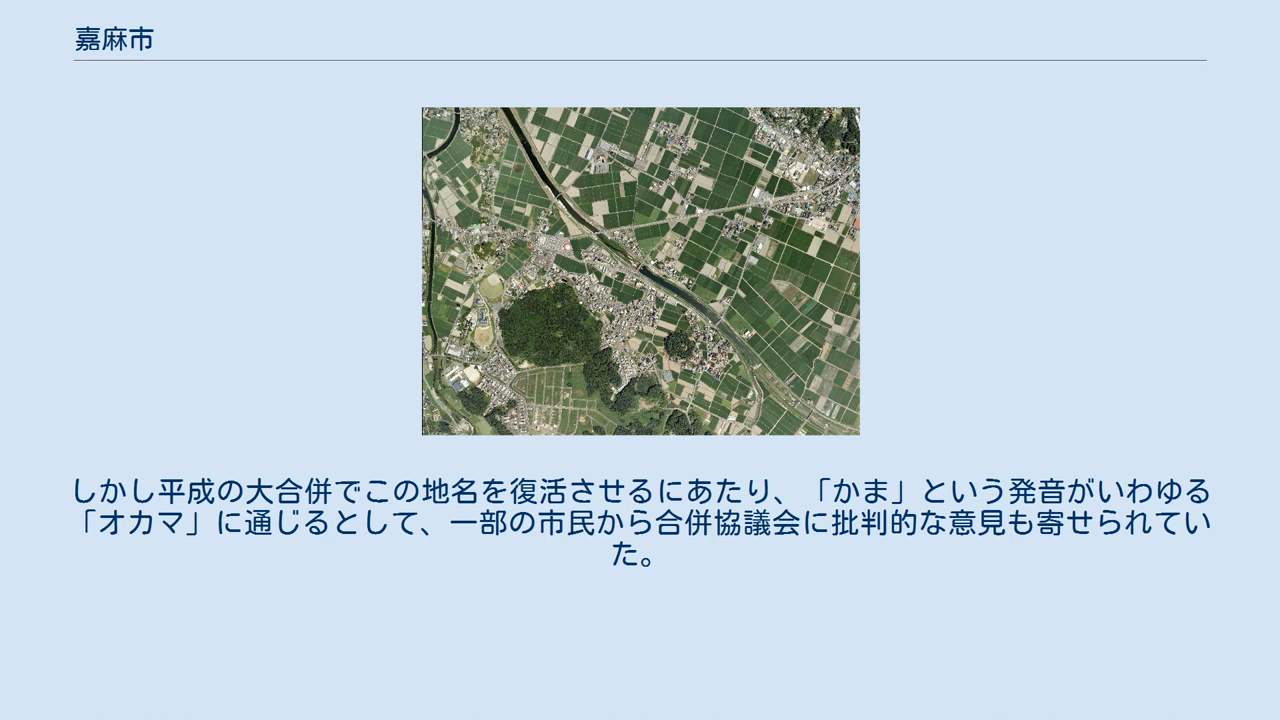 嘉麻市
しかし平成の大合併でこの地名を復活させるにあたり、「かま」という発音がいわゆる
「オカマ」に通じるとして、一部の市民から合併協議会に批判的な意見も寄せられてい
た。